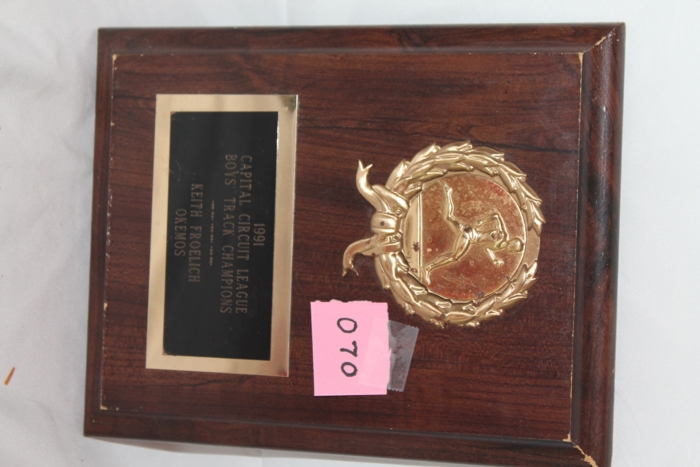 1991
CAPITAL CIRCUIT LEAGUE
BOYS' TRACK CHAMPIONS
KEITH FROELICH
OKEMOS
070